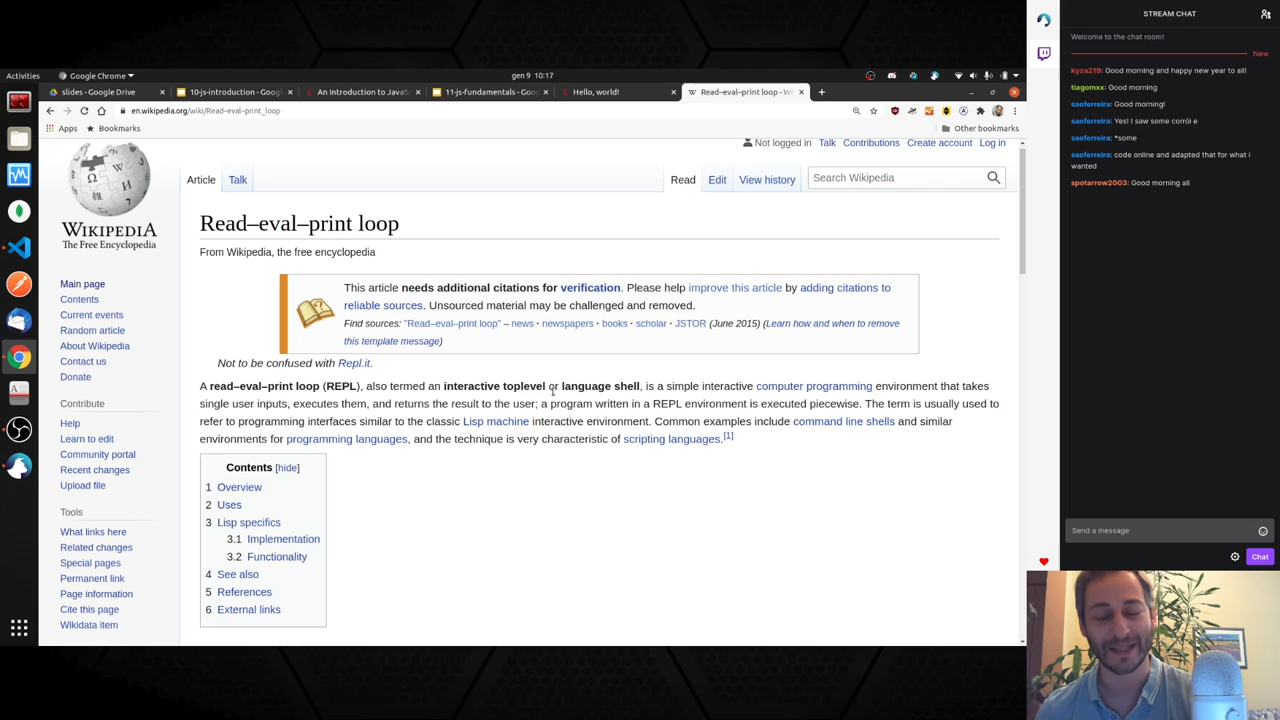 Activities
Google Chrome
gen 9 10:17
slides - Google Drive
10-js-introduction - Googl
An Introduction to JavaS
11-js-fundamentals - Goog
Hello, world!
Read–eval–print loop - Wi
en.wikipedia.org/wiki/Read–eval–print_loop
Apps
Bookmarks
Other bookmarks
WIKIPEDIA
The Free Encyclopedia
Main page
Contents
Current events
Random article
About Wikipedia
Contact us
Donate
Contribute
Help
Learn to edit
Community portal
Recent changes
Upload file
Tools
What links here
Related changes
Special pages
Permanent link
Page information
Cite this page
Wikidata item
Not logged in Talk Contributions Create account Log in
Article Talk
Read Edit View history
Search Wikipedia
Read–eval–print loop
From Wikipedia, the free encyclopedia
This article needs additional citations for verification. Please help improve this article by adding citations to
reliable sources. Unsourced material may be challenged and removed.
Find sources: "Read–eval–print loop" – news · newspapers · books · scholar · JSTOR (June 2015) (Learn how and when to remove
this template message)
Not to be confused with Repl.it.
A read–eval–print loop (REPL), also termed an interactive toplevel or language shell, is a simple interactive computer programming environment that takes
single user inputs, executes them, and returns the result to the user; a program written in a REPL environment is executed piecewise. The term is usually used to
refer to programming interfaces similar to the classic Lisp machine interactive environment. Common examples include command line shells and similar
environments for programming languages, and the technique is very characteristic of scripting languages.[1]
Contents [hide]
1 Overview
2 Uses
3 Lisp specifics
3.1 Implementation
3.2 Functionality
4 See also
5 References
6 External links
STREAM CHAT
Welcome to the chat room!
New
kyza219: Good morning and happy new year to all!
tiagomxx: Good morning
saoferreira: Good morning!
saoferreira: Yes! I saw some corrói e
saoferreira: *some
saoferreira: code online and adapted that for what i
wanted
spotarrow2003: Good morning all
Send a message
Chat